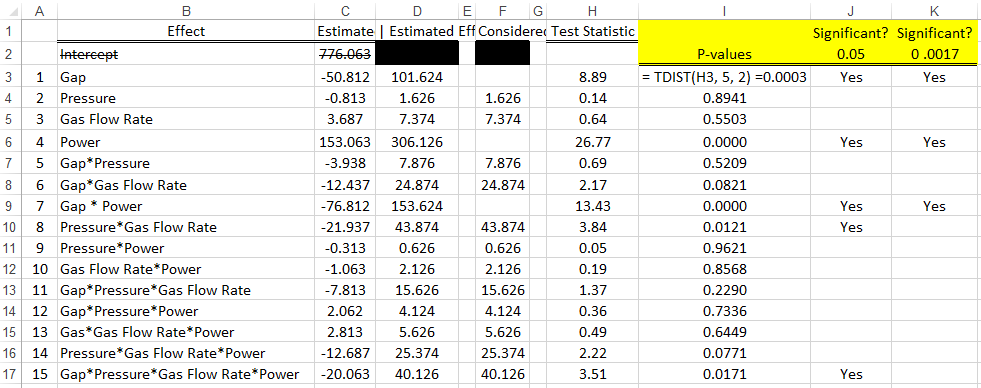 A B C D E F G H I J K
1 Effect Estimate | Estimated Eff Considered Test Statistic Significant? Significant?
2 Intercept 776.063 P-values 0.05 0 .0017
3 1 Gap -50.812 101.624 8.89 = TDIST(H3, 5, 2) =0.0003 Yes Yes
4 2 Pressure -0.813 1.626 1.626 0.14 0.8941
5 3 Gas Flow Rate 3.687 7.374 7.374 0.64 0.5503
6 4 Power 153.063 306.126 26.77 0.0000 Yes Yes
7 5 Gap*Pressure -3.938 7.876 7.876 0.69 0.5209
8 6 Gap*Gas Flow Rate -12.437 24.874 24.874 2.17 0.0821
9 7 Gap * Power -76.812 153.624 13.43 0.0000 Yes Yes
10 8 Pressure*Gas Flow Rate -21.937 43.874 43.874 3.84 0.0121 Yes
11 9 Pressure*Power -0.313 0.626 0.626 0.05 0.9621
12 10 Gas Flow Rate*Power -1.063 2.126 2.126 0.19 0.8568
13 11 Gap*Pressure*Gas Flow Rate -7.813 15.626 15.626 1.37 0.2290
14 12 Gap*Pressure*Power 2.062 4.124 4.124 0.36 0.7336
15 13 Gas*Gas Flow Rate*Power 2.813 5.626 5.626 0.49 0.6449
16 14 Pressure*Gas Flow Rate*Power -12.687 25.374 25.374 2.22 0.0771
17 15 Gap*Pressure*Gas Flow Rate*Power -20.063 40.126 40.126 3.51 0.0171 Yes